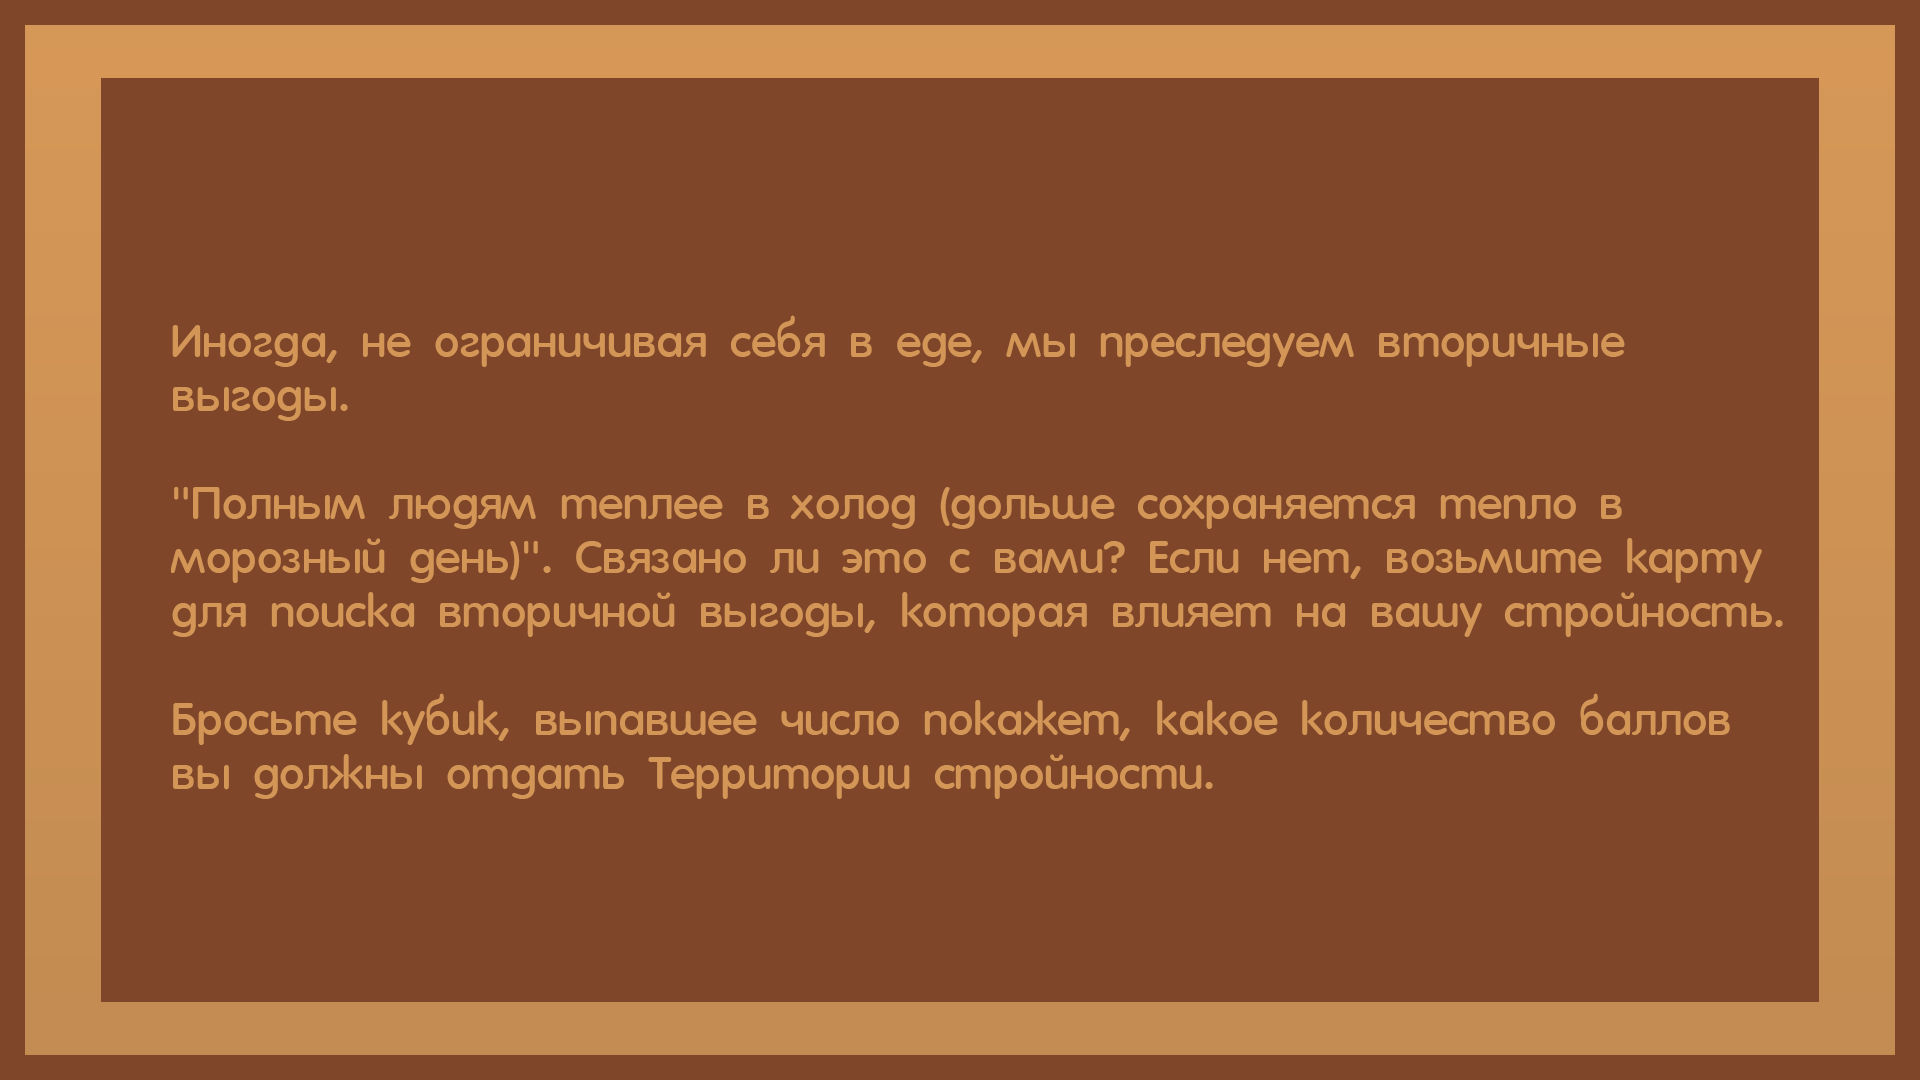 Иногда, не ограничивая себя в еде, мы преследуем вторичные
выгоды.
"Полным людям теплее в холод (дольше сохраняется тепло в
морозный день)". Связано ли это с вами? Если нет, возьмите карту
для поиска вторичной выгоды, которая влияет на вашу стройность.
Бросьте кубик, выпавшее число покажет, какое количество баллов
вы должны отдать Территории стройности.